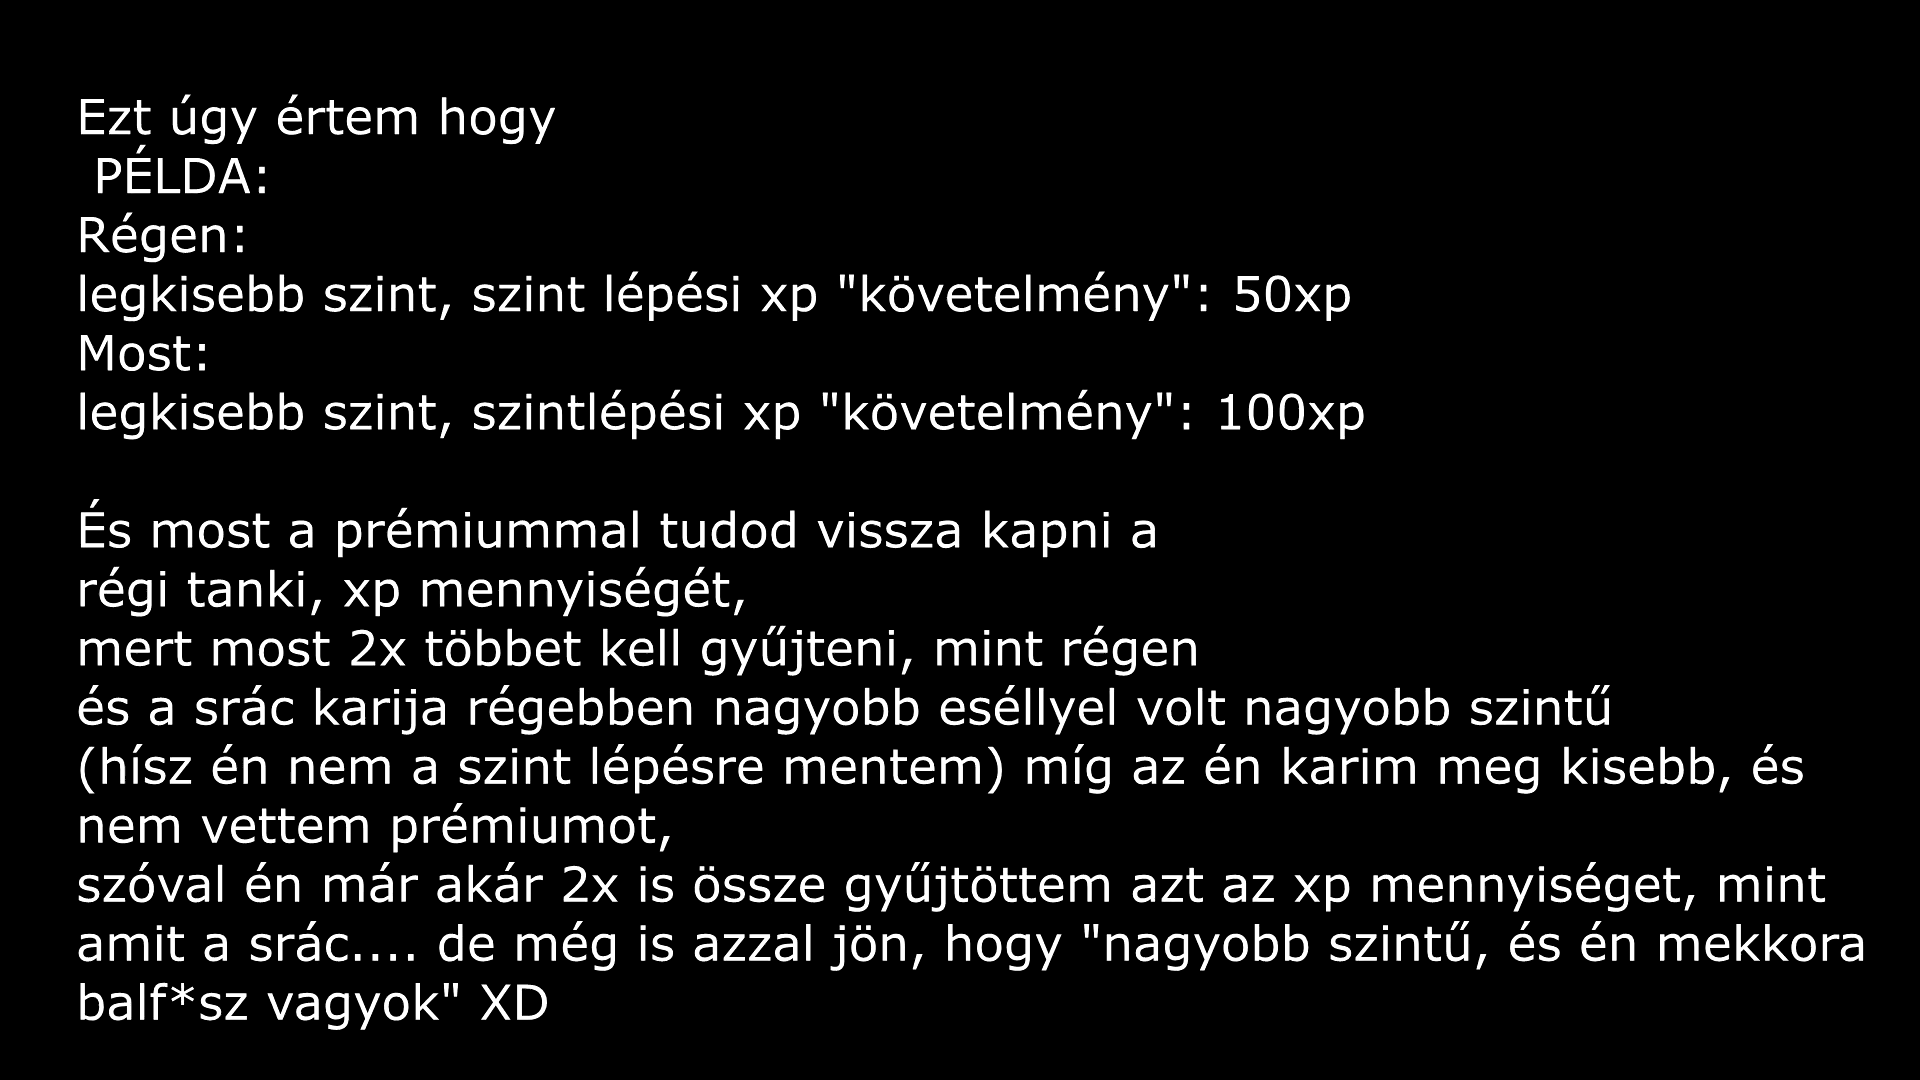 Ezt úgy értem hogy
PÉLDA:
Régen:
legkisebb szint, szint lépési xp "követelmény": 50xp
Most:
legkisebb szint, szintlépési xp "követelmény": 100xp
És most a prémiummal tudod vissza kapni a
régi tanki, xp mennyiségét,
mert most 2x többet kell gyűjteni, mint régen
és a srác karija régebben nagyobb eséllyel volt nagyobb szintű
(hísz én nem a szint lépésre mentem) míg az én karim meg kisebb, és
nem vettem prémiumot,
szóval én már akár 2x is össze gyűjtöttem azt az xp mennyiséget, mint
amit a srác.... de még is azzal jön, hogy "nagyobb szintű, és én mekkora
balf*sz vagyok" XD